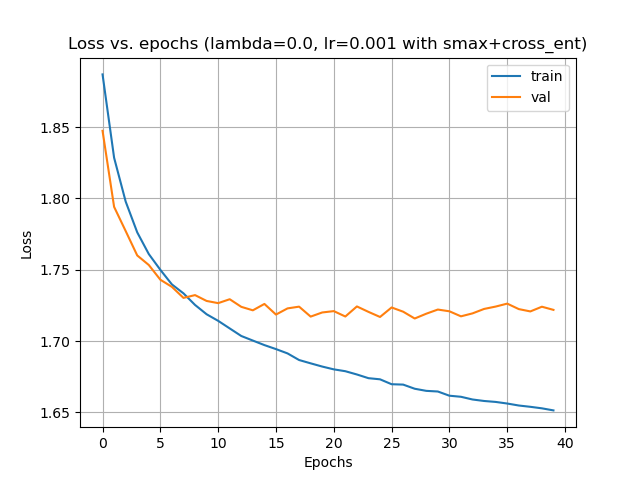 Loss vs. epochs (lambda=0.0, lr=0.001 with smax+cross_ent)
train
val
1.85
1.80
1.75
1.70
1.65
Loss
0 5 10 15 20 25 30 35 40
Epochs